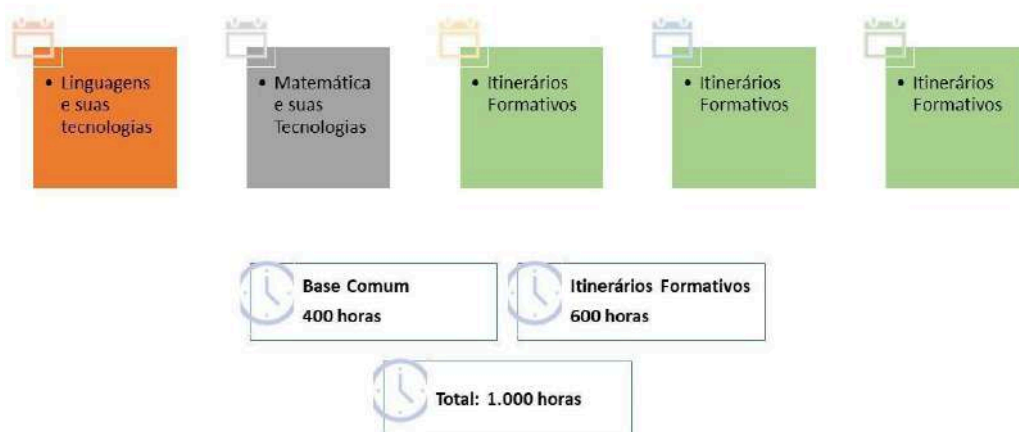 • Linguagens
e suas
tecnologias
• Matemática
e suas
Tecnologias
• Itinerários
Formativos
• Itinerários
Formativos
• Itinerários
Formativos
Base Comum
400 horas
Itinerários Formativos
600 horas
Total: 1.000 horas